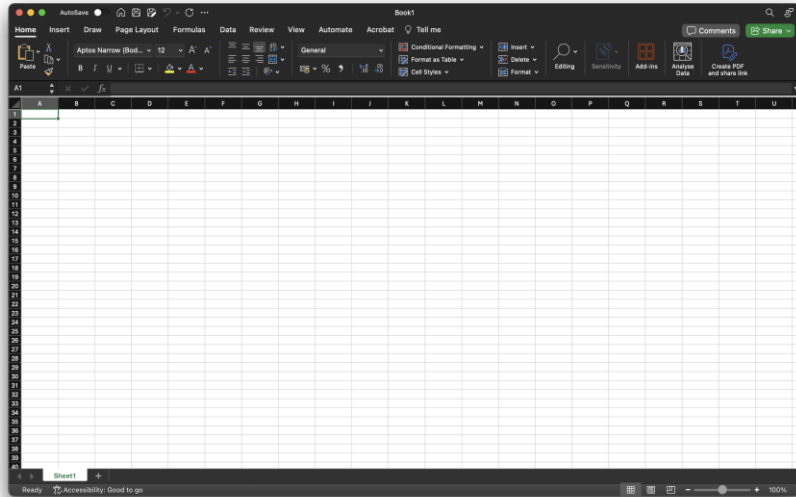 AutoSave
Book1
Home Insert Draw Page Layout Formulas Data Review View Automate Acrobat Tell me
Comments
Share
Paste
Aptos Narrow (Bod... 12 A A
B I U A
General
%
Conditional Formatting
Format as Table
Cell Styles
Insert
Delete
Format
Editing
Sensitivity
Add-ins
Analyse
Data
Create PDF
and share link
A1
fx
A B C D E F G H I J K L M N O P Q R S T U
1
2
3
4
5
6
7
8
9
10
11
12
13
14
15
16
17
18
19
20
21
22
23
24
25
26
27
28
29
30
31
32
33
34
35
36
37
38
39
40
Sheet1 +
Ready Accessibility: Good to go
100%